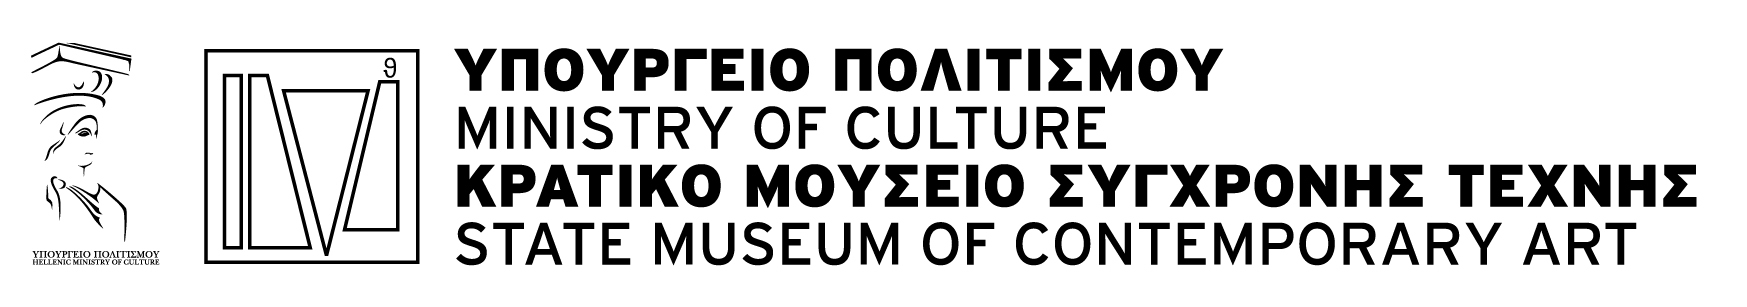 ΥΠΟΥΡΓΕΙΟ ΠΟΛΙΤΙΣΜΟΥ
HELLENIC MINISTRY OF CULTURE
9
ΥΠΟΥΡΓΕΙΟ ΠΟΛΙΤΙΣΜΟΥ
MINISTRY OF CULTURE
ΚΡΑΤΙΚΟ ΜΟΥΣΕΙΟ ΣΥΓΧΡΟΝΗΣ ΤΕΧΝΗΣ
STATE MUSEUM OF CONTEMPORARY ART